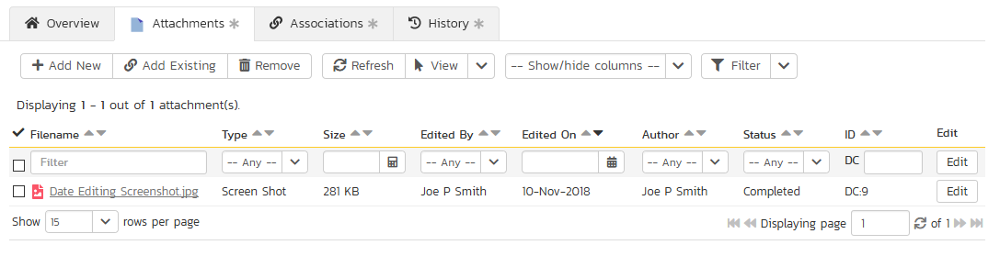 Overview Attachments Associations History
Add New Add Existing Remove Refresh View -- Show/hide columns -- Filter
Displaying 1 - 1 out of 1 attachment(s).
Filename Type Size Edited By Edited On Author Status ID Edit
Filter -- Any -- -- Any -- -- Any -- -- Any -- DC Edit
Date Editing Screenshot.jpg Screen Shot 281 KB Joe P Smith 10-Nov-2018 Joe P Smith Completed DC:9 Edit
Show 15 rows per page Displaying page 1 of 1